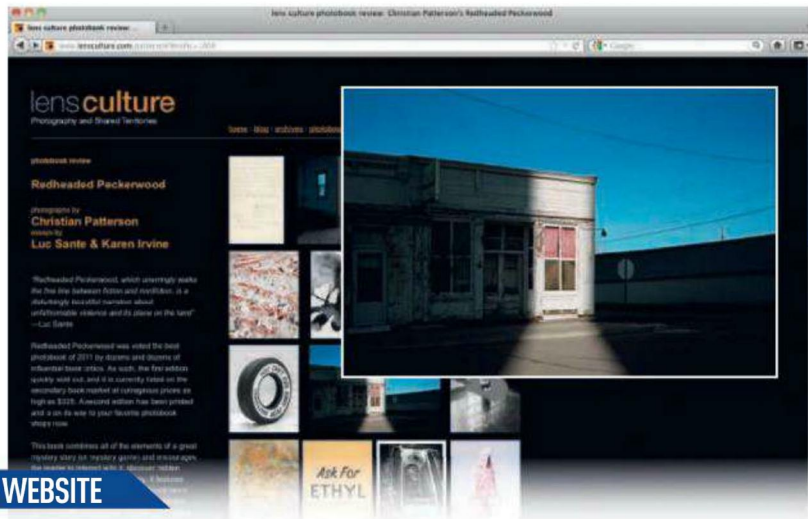 lens culture photobook review: Christian Patterson's Redheaded Peckerwood
lens culture photobook review:...
www.lensculture.com
Google
lensculture
Photography and Shared Territories
home · blog · archives · photobooks
photobook review
Redheaded Peckerwood
photographs by
Christian Patterson
essays by
Luc Sante & Karen Irvine
"Redheaded Peckerwood, which unerringly walks
the fine line between fiction and nonfiction, is a
disturbingly beautiful narrative about
unfathomable violence and its place on the land"
—Luc Sante
Redheaded Peckerwood was voted the best
photobook of 2011 by dozens and dozens of
influential book critics. As such, the first edition
quickly sold out, and it is currently listed on the
secondary book market at outrageous prices as
high as $325. A second edition has been printed
and is on its way to your favorite photobook
shops now.
This book combines all of the elements of a great
mystery story (or mystery game) and encourages
the reader to interact with it, discover hidden
it features
Ask For
ETHYL
WEBSITE